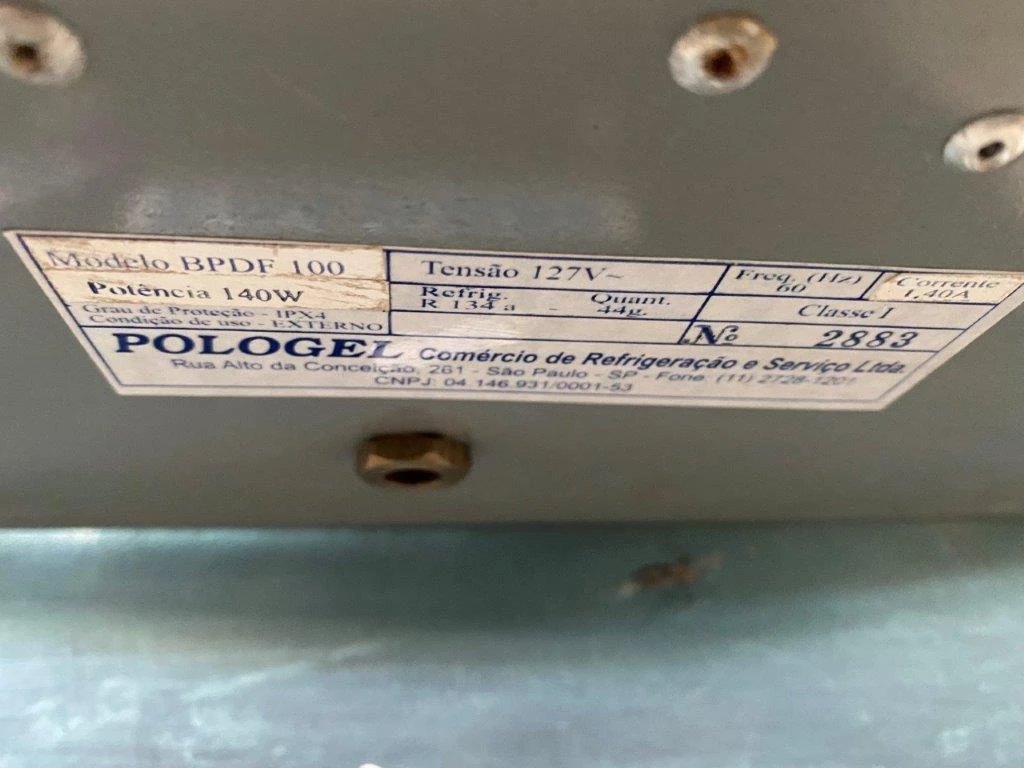 Modelo BPDF 100
Potência 140W
Grau de Proteção - IPX4
Condição de uso - EXTERNO
Tensão 127V~
Refrig. Quant.
R 134 a - 44g.
Freq. (Hz)
60
Corrente
1,40A
Classe I
Nº 2883
POLOGEL Comércio de Refrigeração e Serviço Ltda.
Rua Alto da Conceição, 261 - São Paulo - SP - Fone: (11) 2728-1201
CNPJ: 04.146.931/0001-53